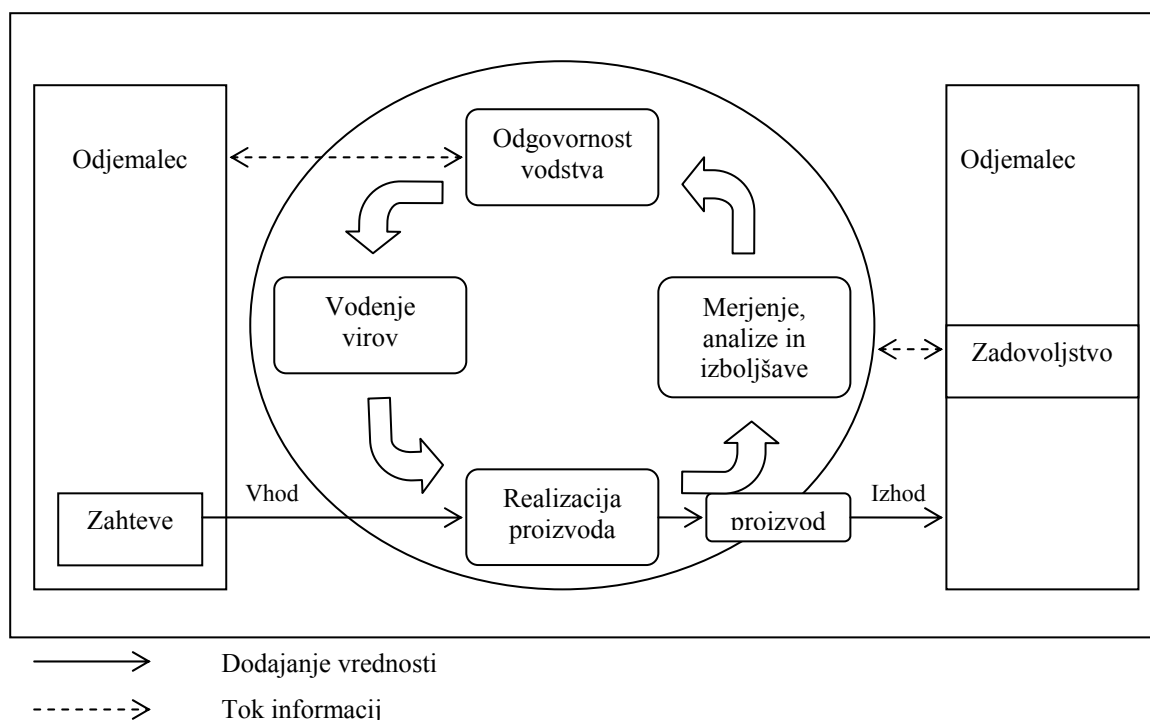 Odjemalec
Odgovornost
vodstva
Odjemalec
Vodenje
virov
Merjenje,
analize in
izboljšave
Zadovoljstvo
Zahteve
Vhod
Realizacija
proizvoda
proizvod
Izhod
Dodajanje vrednosti
Tok informacij